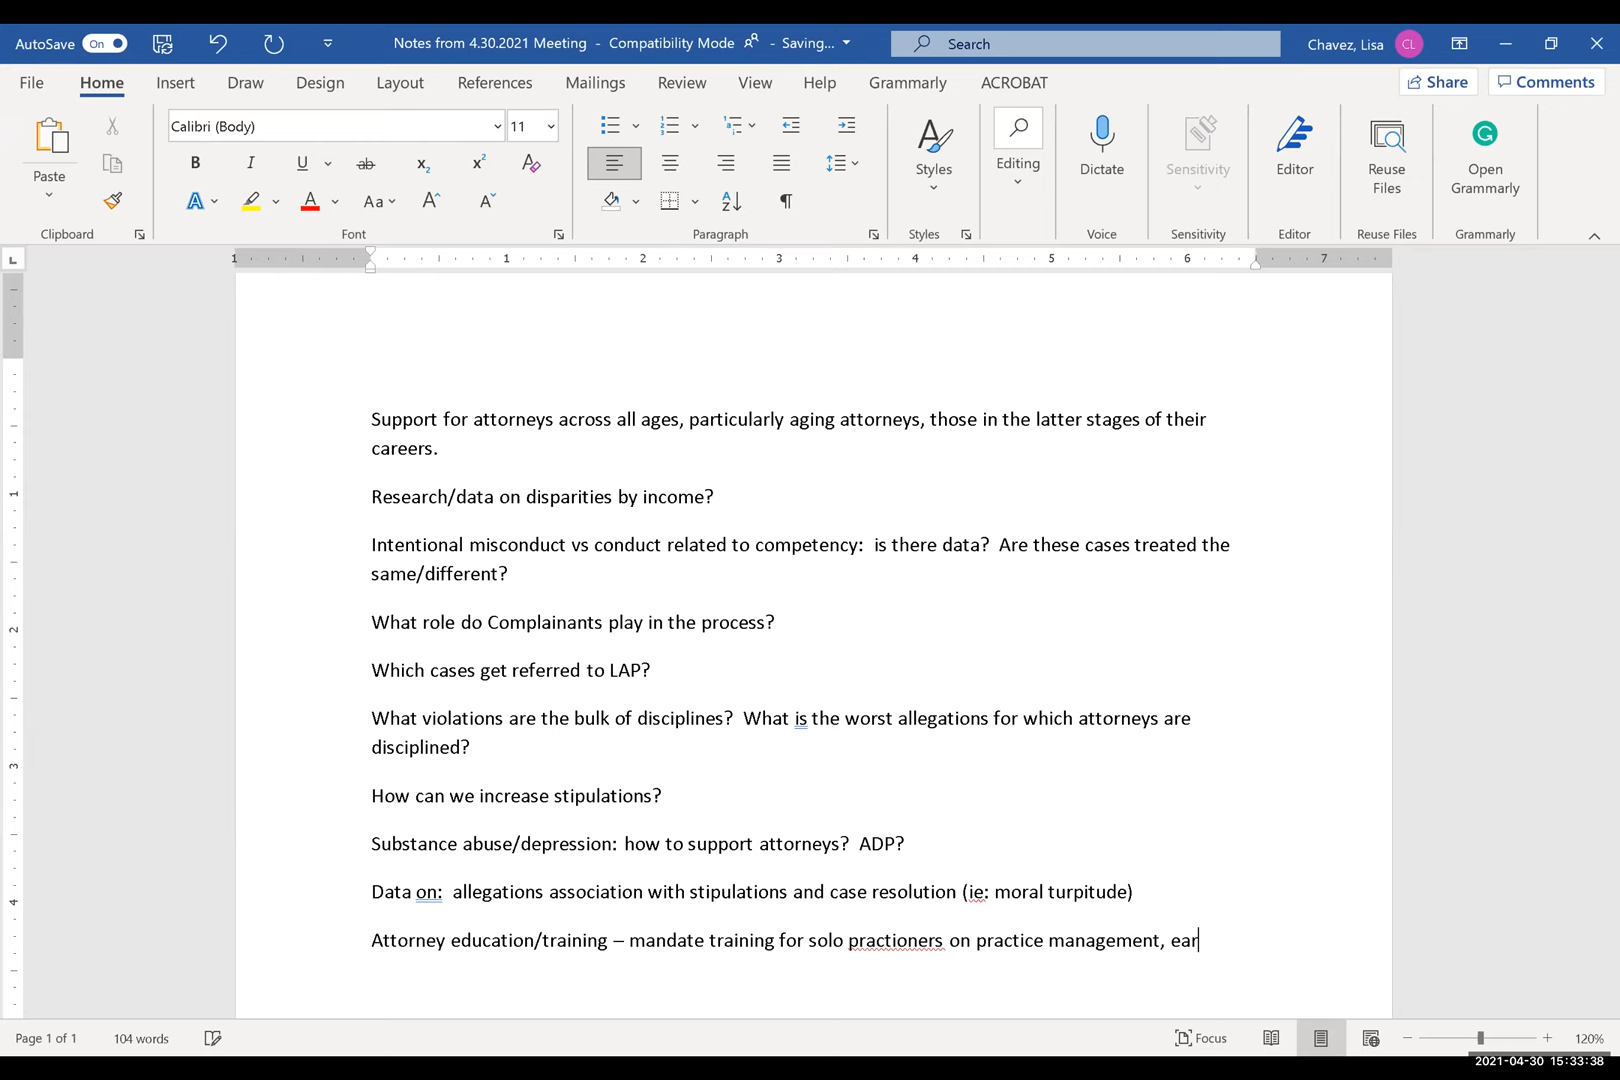 AutoSave On Notes from 4.30.2021 Meeting - Compatibility Mode - Saving... Search Chavez, Lisa CL
File Home Insert Draw Design Layout References Mailings Review View Help Grammarly ACROBAT Share Comments
Calibri (Body) 11
Paste Styles Editing Dictate Sensitivity Editor Reuse Files Open Grammarly
Clipboard Font Paragraph Styles Voice Sensitivity Editor Reuse Files Grammarly
1 1 2 3 4 5 6 7
Support for attorneys across all ages, particularly aging attorneys, those in the latter stages of their
careers.
Research/data on disparities by income?
Intentional misconduct vs conduct related to competency:  is there data?  Are these cases treated the
same/different?
What role do Complainants play in the process?
Which cases get referred to LAP?
What violations are the bulk of disciplines?  What is the worst allegations for which attorneys are
disciplined?
How can we increase stipulations?
Substance abuse/depression: how to support attorneys?  ADP?
Data on:  allegations association with stipulations and case resolution (ie: moral turpitude)
Attorney education/training – mandate training for solo practioners on practice management, ear
Page 1 of 1 104 words Focus 120%
2021-04-30 15:33:38